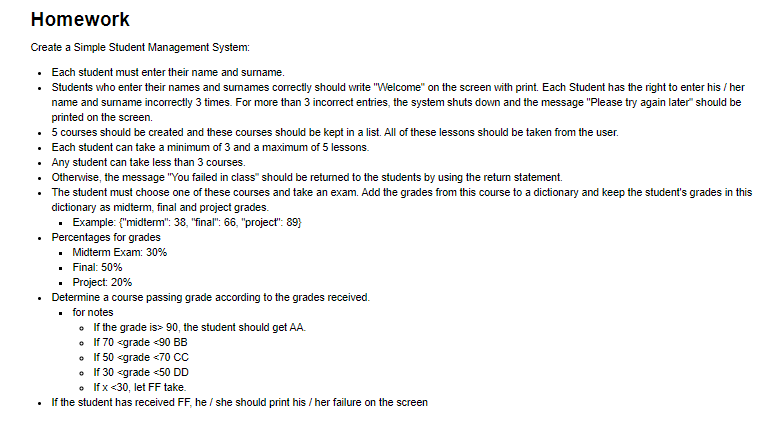 Homework
Create a Simple Student Management System:
• Each student must enter their name and surname.
• Students who enter their names and surnames correctly should write "Welcome" on the screen with print. Each Student has the right to enter his / her
name and surname incorrectly 3 times. For more than 3 incorrect entries, the system shuts down and the message "Please try again later" should be
printed on the screen.
• 5 courses should be created and these courses should be kept in a list. All of these lessons should be taken from the user.
• Each student can take a minimum of 3 and a maximum of 5 lessons.
• Any student can take less than 3 courses.
• Otherwise, the message "You failed in class" should be returned to the students by using the return statement.
• The student must choose one of these courses and take an exam. Add the grades from this course to a dictionary and keep the student's grades in this
dictionary as midterm, final and project grades.
▪ Example: {"midterm": 38, "final": 66, "project": 89}
• Percentages for grades
▪ Midterm Exam: 30%
▪ Final: 50%
▪ Project: 20%
• Determine a course passing grade according to the grades received.
▪ for notes
◦ If the grade is> 90, the student should get AA.
◦ If 70 <grade <90 BB
◦ If 50 <grade <70 CC
◦ If 30 <grade <50 DD
◦ If x <30, let FF take.
• If the student has received FF, he / she should print his / her failure on the screen